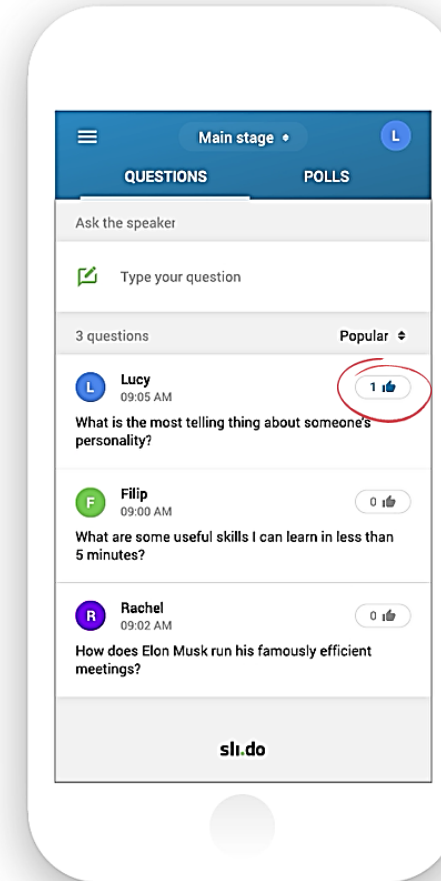 Main stage
L
QUESTIONS POLLS
Ask the speaker
Type your question
3 questions Popular
L
Lucy
09:05 AM
1
What is the most telling thing about someone's
personality?
F
Filip
09:00 AM
0
What are some useful skills I can learn in less than
5 minutes?
R
Rachel
09:02 AM
0
How does Elon Musk run his famously efficient
meetings?
sli.do